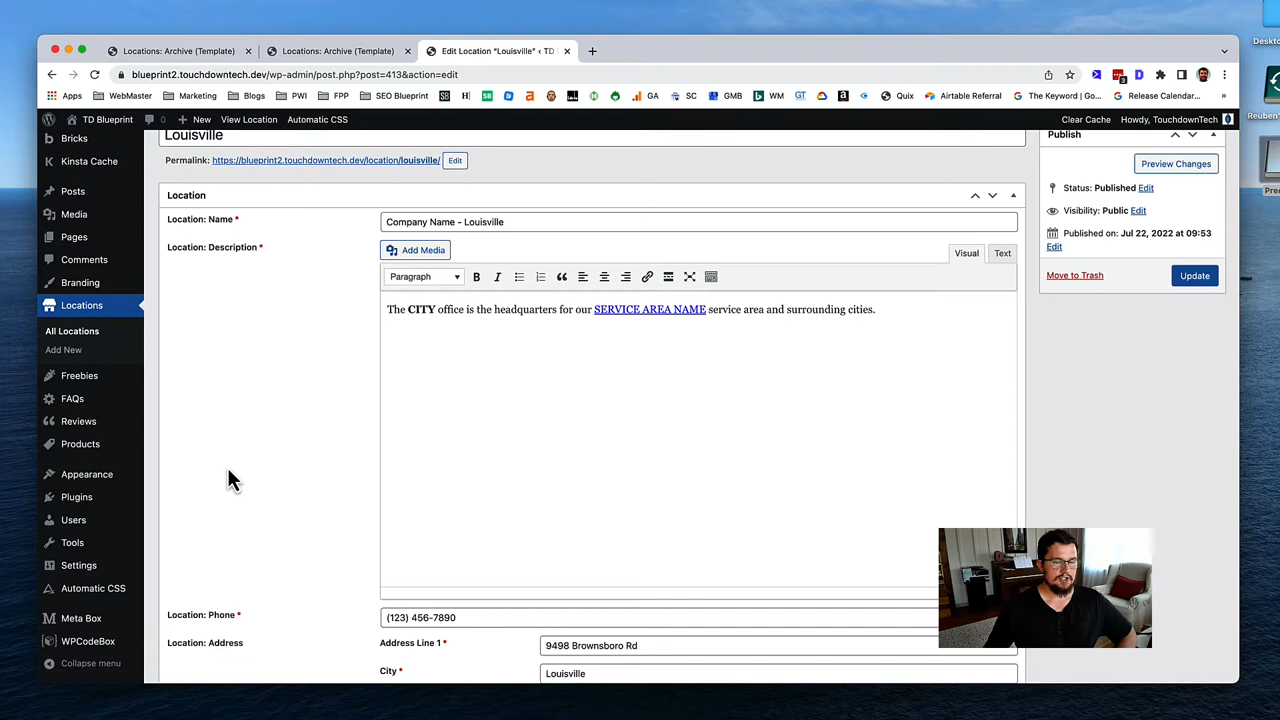 Deskto
Locations: Archive (Template)
Locations: Archive (Template)
Edit Location "Louisville" ‹ TD
blueprint2.touchdowntech.dev/wp-admin/post.php?post=413&action=edit
Apps
WebMaster
Marketing
Blogs
PWI
FPP
SEO Blueprint
GA
SC
GMB
WM
Quix
Airtable Referral
The Keyword | Go...
Release Calendar...
»
Reuben'
TD Blueprint
0
New
View Location
Automatic CSS
Clear Cache
Howdy, TouchdownTech
Bricks
Kinsta Cache
Posts
Media
Pages
Comments
Branding
Locations
All Locations
Add New
Freebies
FAQs
Reviews
Products
Appearance
Plugins
Users
Tools
Settings
Automatic CSS
Meta Box
WPCodeBox
Collapse menu
Louisville
Permalink: https://blueprint2.touchdowntech.dev/location/louisville/ Edit
Location
Location: Name *
Company Name - Louisville
Location: Description *
Add Media
Visual
Text
Paragraph
B
I
The CITY office is the headquarters for our SERVICE AREA NAME service area and surrounding cities.
Location: Phone *
(123) 456-7890
Location: Address
Address Line 1 *
9498 Brownsboro Rd
City *
Louisville
Publish
Preview Changes
Status: Published Edit
Visibility: Public Edit
Published on: Jul 22, 2022 at 09:53
Edit
Move to Trash
Update
Prec